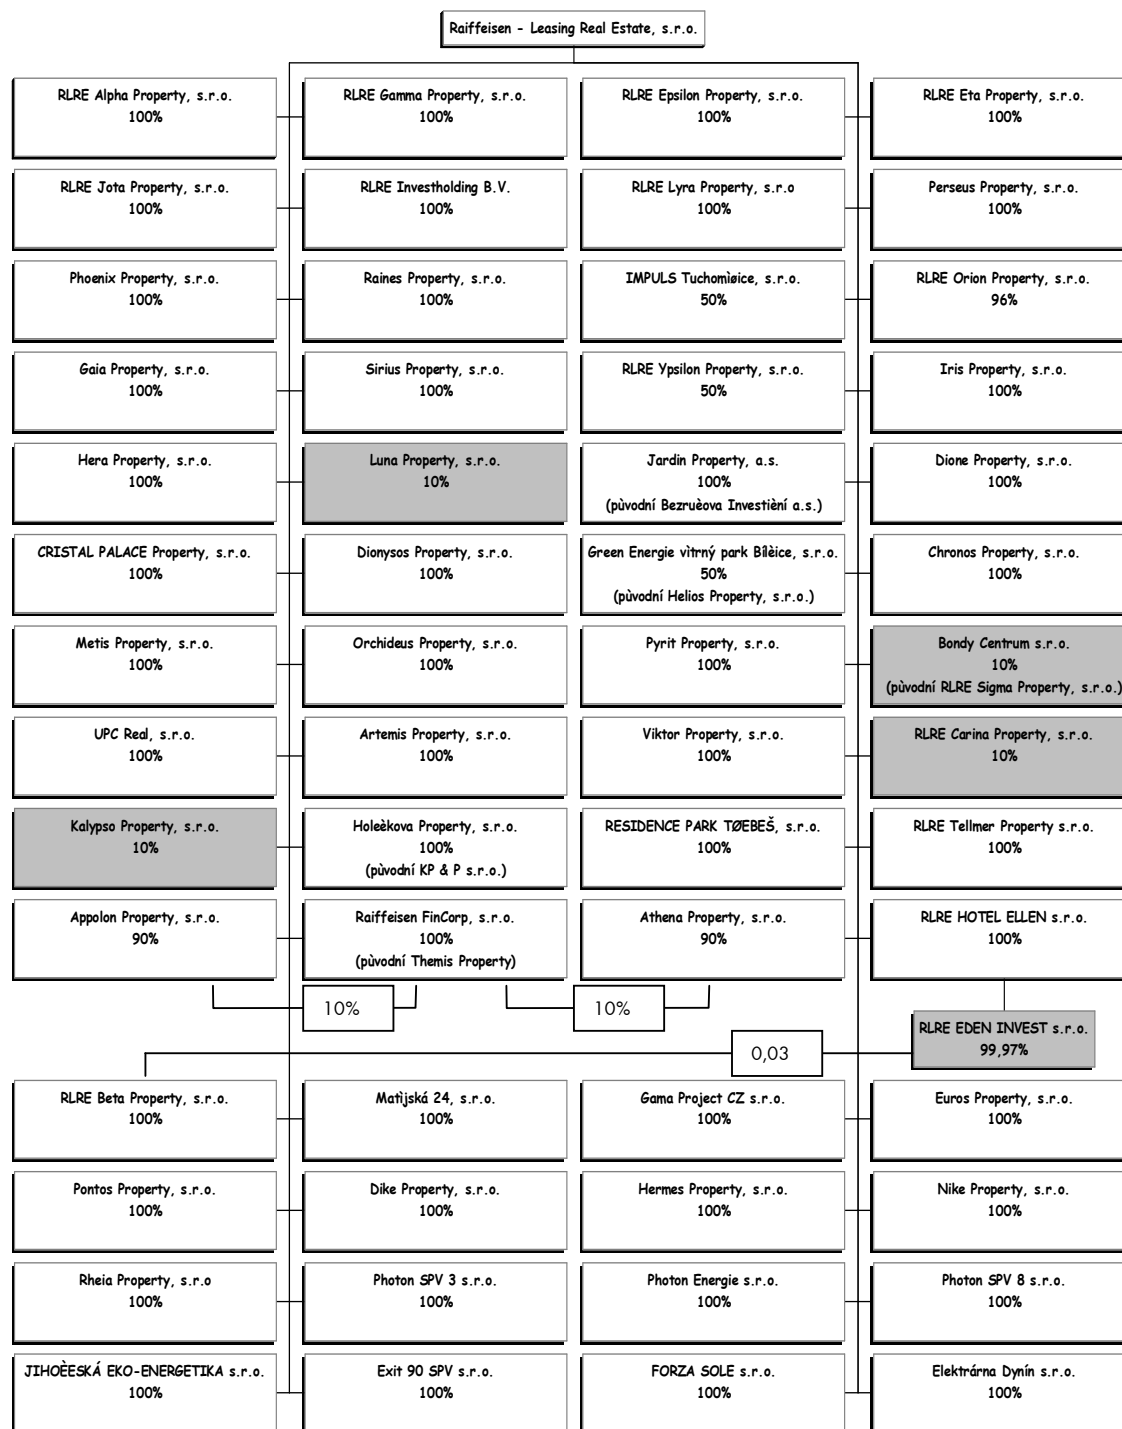 Raiffeisen - Leasing Real Estate, s.r.o.
RLRE Alpha Property, s.r.o.
100%
RLRE Gamma Property, s.r.o.
100%
RLRE Epsilon Property, s.r.o.
100%
RLRE Eta Property, s.r.o.
100%
RLRE Jota Property, s.r.o.
100%
RLRE Investholding B.V.
100%
RLRE Lyra Property, s.r.o
100%
Perseus Property, s.r.o.
100%
Phoenix Property, s.r.o.
100%
Raines Property, s.r.o.
100%
IMPULS Tuchomìøice, s.r.o.
50%
RLRE Orion Property, s.r.o.
96%
Gaia Property, s.r.o.
100%
Sirius Property, s.r.o.
100%
RLRE Ypsilon Property, s.r.o.
50%
Iris Property, s.r.o.
100%
Hera Property, s.r.o.
100%
Luna Property, s.r.o.
10%
Jardin Property, a.s.
100%
(pùvodní Bezruèova Investièní a.s.)
Dione Property, s.r.o.
100%
CRISTAL PALACE Property, s.r.o.
100%
Dionysos Property, s.r.o.
100%
Green Energie vìtrný park Bílèice, s.r.o.
50%
(pùvodní Helios Property, s.r.o.)
Chronos Property, s.r.o.
100%
Metis Property, s.r.o.
100%
Orchideus Property, s.r.o.
100%
Pyrit Property, s.r.o.
100%
Bondy Centrum s.r.o.
10%
(pùvodní RLRE Sigma Property, s.r.o.)
UPC Real, s.r.o.
100%
Artemis Property, s.r.o.
100%
Viktor Property, s.r.o.
100%
RLRE Carina Property, s.r.o.
10%
Kalypso Property, s.r.o.
10%
Holeèkova Property, s.r.o.
100%
(pùvodní KP & P s.r.o.)
RESIDENCE PARK TØEBEŠ, s.r.o.
100%
RLRE Tellmer Property s.r.o.
100%
Appolon Property, s.r.o.
90%
Raiffeisen FinCorp, s.r.o.
100%
(pùvodní Themis Property)
Athena Property, s.r.o.
90%
RLRE HOTEL ELLEN s.r.o.
100%
10%
10%
RLRE EDEN INVEST s.r.o.
99,97%
0,03
RLRE Beta Property, s.r.o.
100%
Matìjská 24, s.r.o.
100%
Gama Project CZ s.r.o.
100%
Euros Property, s.r.o.
100%
Pontos Property, s.r.o.
100%
Dike Property, s.r.o.
100%
Hermes Property, s.r.o.
100%
Nike Property, s.r.o.
100%
Rheia Property, s.r.o
100%
Photon SPV 3 s.r.o.
100%
Photon Energie s.r.o.
100%
Photon SPV 8 s.r.o.
100%
JIHOÈESKÁ EKO-ENERGETIKA s.r.o.
100%
Exit 90 SPV s.r.o.
100%
FORZA SOLE s.r.o.
100%
Elektrárna Dynín s.r.o.
100%